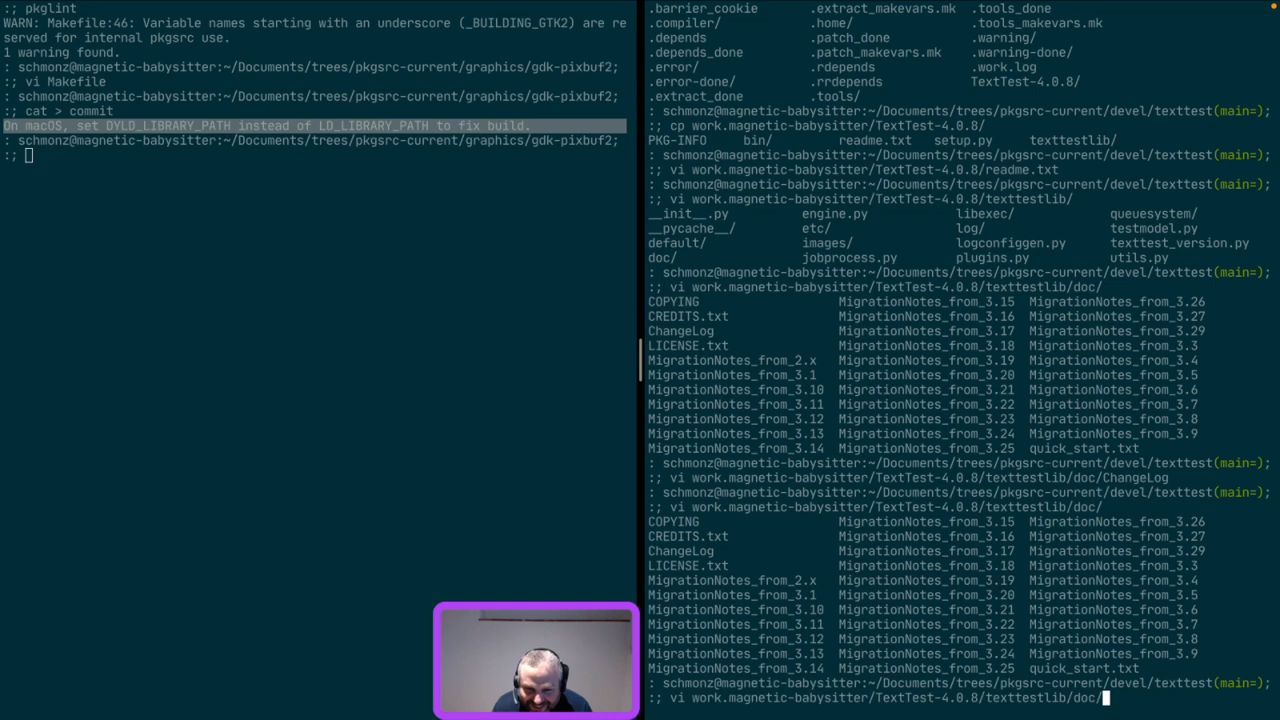 :; pkglint
WARN: Makefile:46: Variable names starting with an underscore (_BUILDING_GTK2) are re
served for internal pkgsrc use.
1 warning found.
: schmonz@magnetic-babysitter:~/Documents/trees/pkgsrc-current/graphics/gdk-pixbuf2;
:; vi Makefile
: schmonz@magnetic-babysitter:~/Documents/trees/pkgsrc-current/graphics/gdk-pixbuf2;
:; cat > commit
On macOS, set DYLD_LIBRARY_PATH instead of LD_LIBRARY_PATH to fix build.
: schmonz@magnetic-babysitter:~/Documents/trees/pkgsrc-current/graphics/gdk-pixbuf2;
:;
.barrier_cookie .extract_makevars.mk .tools_done
.compiler/ .home/ .tools_makevars.mk
.depends .patch_done .warning/
.depends_done .patch_makevars.mk .warning-done/
.error/ .rdepends .work.log
.error-done/ .rrdepends TextTest-4.0.8/
.extract_done .tools/
: schmonz@magnetic-babysitter:~/Documents/trees/pkgsrc-current/devel/texttest(main=);
:; cp work.magnetic-babysitter/TextTest-4.0.8/
PKG-INFO bin/ readme.txt setup.py texttestlib/
: schmonz@magnetic-babysitter:~/Documents/trees/pkgsrc-current/devel/texttest(main=);
:; vi work.magnetic-babysitter/TextTest-4.0.8/readme.txt
: schmonz@magnetic-babysitter:~/Documents/trees/pkgsrc-current/devel/texttest(main=);
:; vi work.magnetic-babysitter/TextTest-4.0.8/texttestlib/
__init__.py engine.py libexec/ queuesystem/
__pycache__/ etc/ log/ testmodel.py
default/ images/ logconfiggen.py texttest_version.py
doc/ jobprocess.py plugins.py utils.py
: schmonz@magnetic-babysitter:~/Documents/trees/pkgsrc-current/devel/texttest(main=);
:; vi work.magnetic-babysitter/TextTest-4.0.8/texttestlib/doc/
COPYING MigrationNotes_from_3.15 MigrationNotes_from_3.26
CREDITS.txt MigrationNotes_from_3.16 MigrationNotes_from_3.27
ChangeLog MigrationNotes_from_3.17 MigrationNotes_from_3.29
LICENSE.txt MigrationNotes_from_3.18 MigrationNotes_from_3.3
MigrationNotes_from_2.x MigrationNotes_from_3.19 MigrationNotes_from_3.4
MigrationNotes_from_3.1 MigrationNotes_from_3.20 MigrationNotes_from_3.5
MigrationNotes_from_3.10 MigrationNotes_from_3.21 MigrationNotes_from_3.6
MigrationNotes_from_3.11 MigrationNotes_from_3.22 MigrationNotes_from_3.7
MigrationNotes_from_3.12 MigrationNotes_from_3.23 MigrationNotes_from_3.8
MigrationNotes_from_3.13 MigrationNotes_from_3.24 MigrationNotes_from_3.9
MigrationNotes_from_3.14 MigrationNotes_from_3.25 quick_start.txt
: schmonz@magnetic-babysitter:~/Documents/trees/pkgsrc-current/devel/texttest(main=);
:; vi work.magnetic-babysitter/TextTest-4.0.8/texttestlib/doc/ChangeLog
: schmonz@magnetic-babysitter:~/Documents/trees/pkgsrc-current/devel/texttest(main=);
:; vi work.magnetic-babysitter/TextTest-4.0.8/texttestlib/doc/
COPYING MigrationNotes_from_3.15 MigrationNotes_from_3.26
CREDITS.txt MigrationNotes_from_3.16 MigrationNotes_from_3.27
ChangeLog MigrationNotes_from_3.17 MigrationNotes_from_3.29
LICENSE.txt MigrationNotes_from_3.18 MigrationNotes_from_3.3
MigrationNotes_from_2.x MigrationNotes_from_3.19 MigrationNotes_from_3.4
MigrationNotes_from_3.1 MigrationNotes_from_3.20 MigrationNotes_from_3.5
MigrationNotes_from_3.10 MigrationNotes_from_3.21 MigrationNotes_from_3.6
MigrationNotes_from_3.11 MigrationNotes_from_3.22 MigrationNotes_from_3.7
MigrationNotes_from_3.12 MigrationNotes_from_3.23 MigrationNotes_from_3.8
MigrationNotes_from_3.13 MigrationNotes_from_3.24 MigrationNotes_from_3.9
MigrationNotes_from_3.14 MigrationNotes_from_3.25 quick_start.txt
: schmonz@magnetic-babysitter:~/Documents/trees/pkgsrc-current/devel/texttest(main=);
:; vi work.magnetic-babysitter/TextTest-4.0.8/texttestlib/doc/